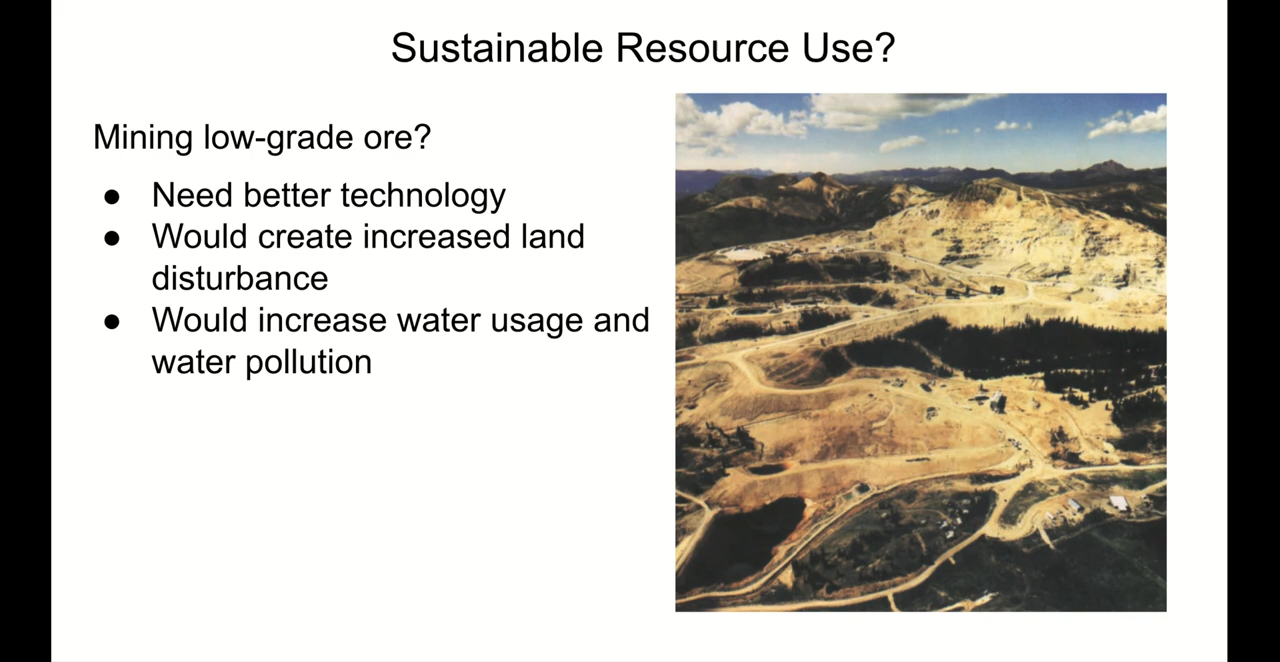 Sustainable Resource Use?
Mining low-grade ore?
● Need better technology
● Would create increased land
disturbance
● Would increase water usage and
water pollution